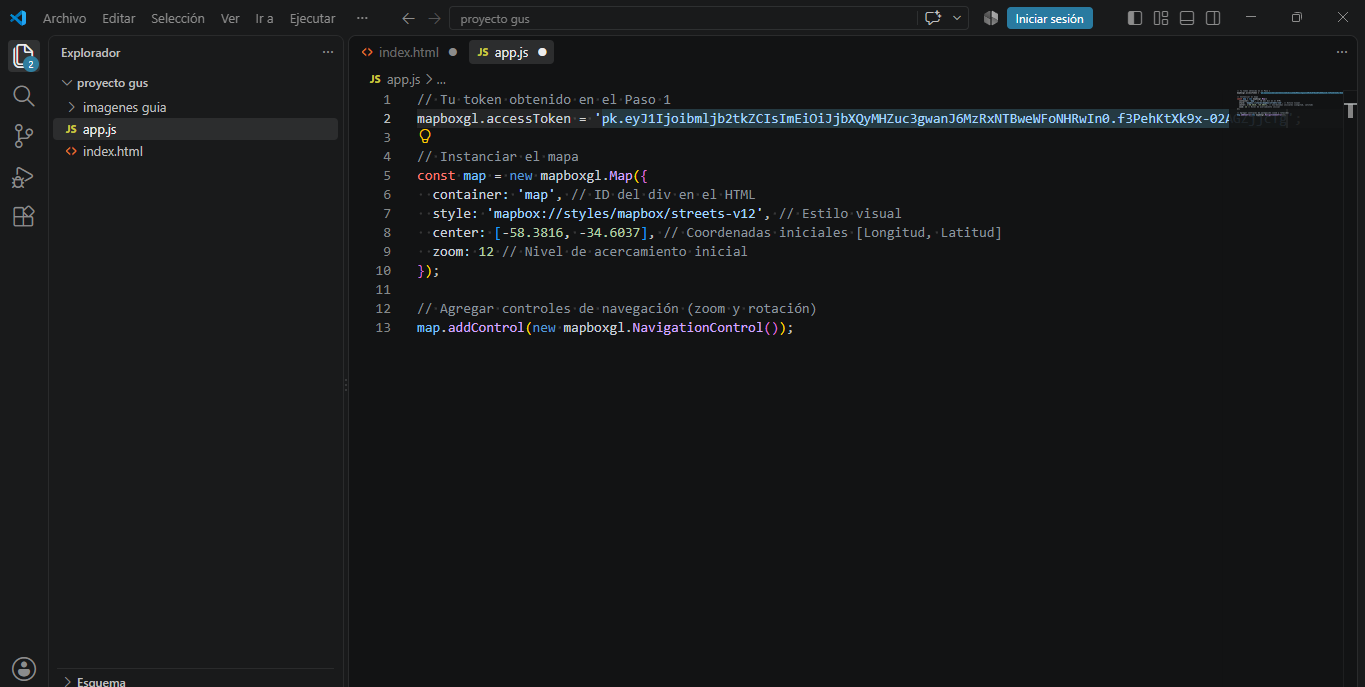 Archivo Editar Selección Ver Ir a Ejecutar ··· proyecto gus Iniciar sesión
Explorador ···
2
proyecto gus
imagenes guia
JS app.js
<> index.html
Esquema
<> index.html ● JS app.js ● ···
JS app.js > ...
1 // Tu token obtenido en el Paso 1
2 mapboxgl.accessToken = 'pk.eyJ1Ijoibmljb2tkZCIsImEiOiJjbXQyMHZuc3gwanJ6MzRxNTBweWFoNHRwIn0.f3PehKtXk9x-02A
3
4 // Instanciar el mapa
5 const map = new mapboxgl.Map({
6 container: 'map', // ID del div en el HTML
7 style: 'mapbox://styles/mapbox/streets-v12', // Estilo visual
8 center: [-58.3816, -34.6037], // Coordenadas iniciales [Longitud, Latitud]
9 zoom: 12 // Nivel de acercamiento inicial
10 });
11
12 // Agregar controles de navegación (zoom y rotación)
13 map.addControl(new mapboxgl.NavigationControl());